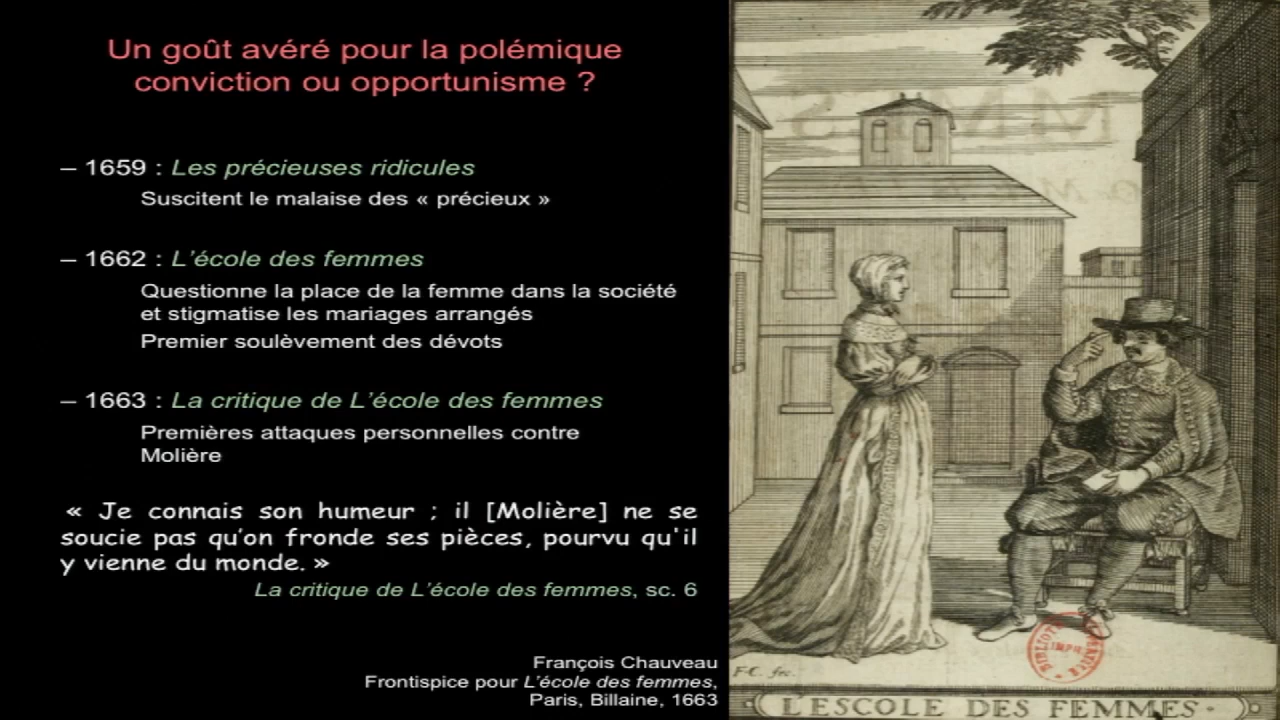 Un goût avéré pour la polémique
conviction ou opportunisme ?
– 1659 : Les précieuses ridicules
Suscitent le malaise des « précieux »
– 1662 : L’école des femmes
Questionne la place de la femme dans la société
et stigmatise les mariages arrangés
Premier soulèvement des dévots
– 1663 : La critique de L’école des femmes
Premières attaques personnelles contre
Molière
« Je connais son humeur ; il [Molière] ne se
soucie pas qu’on fronde ses pièces, pourvu qu'il
y vienne du monde. »
La critique de L’école des femmes, sc. 6
François Chauveau
Frontispice pour L’école des femmes,
Paris, Billaine, 1663
F·C. fec.
L'ESCOLE DES FEMMES·